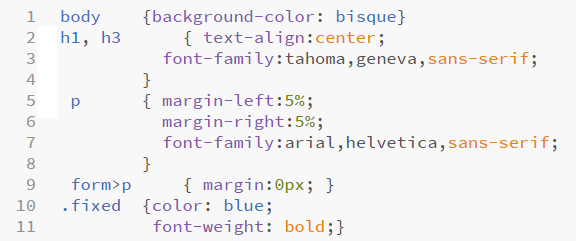 1 body    {background-color: bisque}
2 h1, h3      { text-align:center;
3           font-family:tahoma,geneva,sans-serif;
4         }
5  p      { margin-left:5%;
6           margin-right:5%;
7           font-family:arial,helvetica,sans-serif;
8         }
9  form>p     { margin:0px; }
10 .fixed  {color: blue;
11          font-weight: bold;}